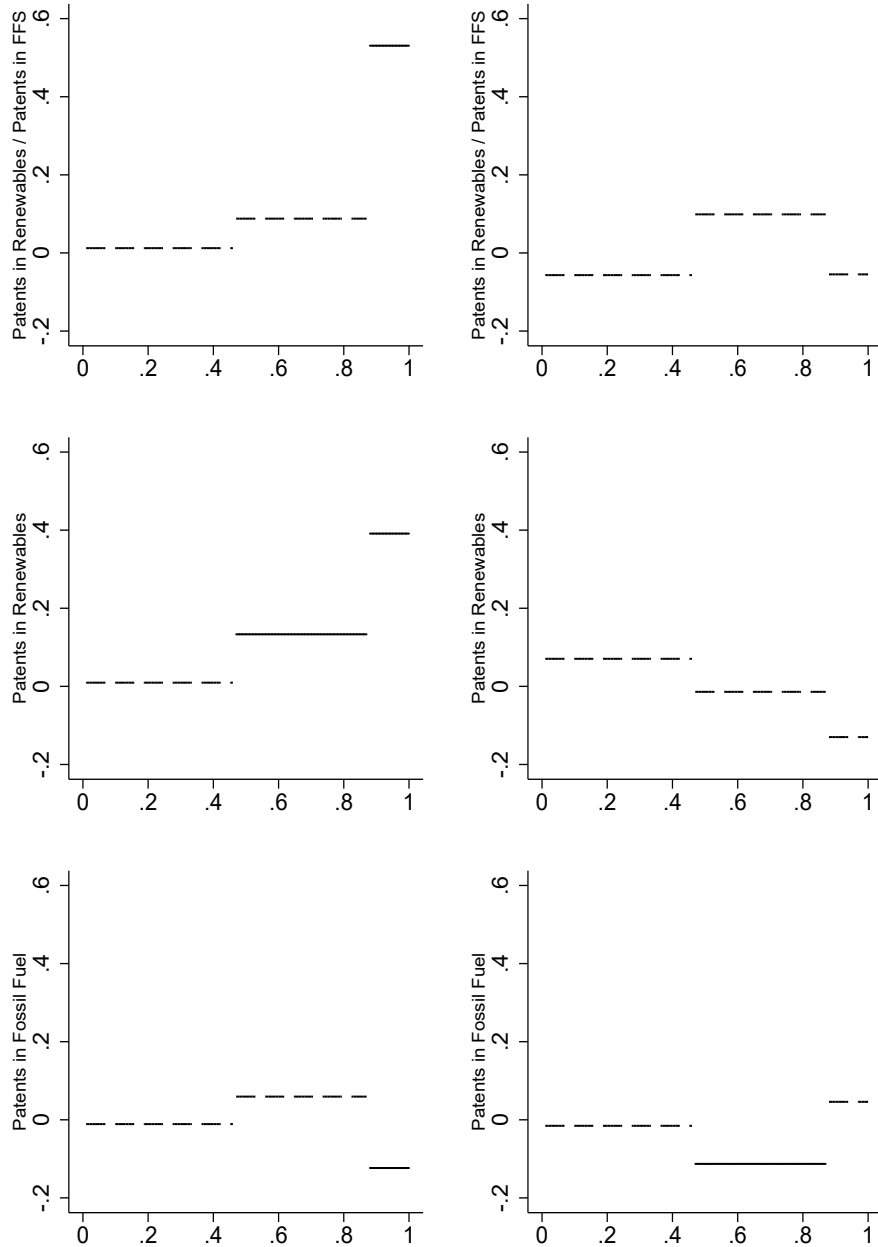 Patents in Renewables / Patents in FFS
.6
.4
.2
0
-.2
0 .2 .4 .6 .8 1
Patents in Renewables / Patents in FFS
.6
.4
.2
0
-.2
0 .2 .4 .6 .8 1
Patents in Renewables
.6
.4
.2
0
-.2
0 .2 .4 .6 .8 1
Patents in Renewables
.6
.4
.2
0
-.2
0 .2 .4 .6 .8 1
Patents in Fossil Fuel
.6
.4
.2
0
-.2
0 .2 .4 .6 .8 1
Patents in Fossil Fuel
.6
.4
.2
0
-.2
0 .2 .4 .6 .8 1